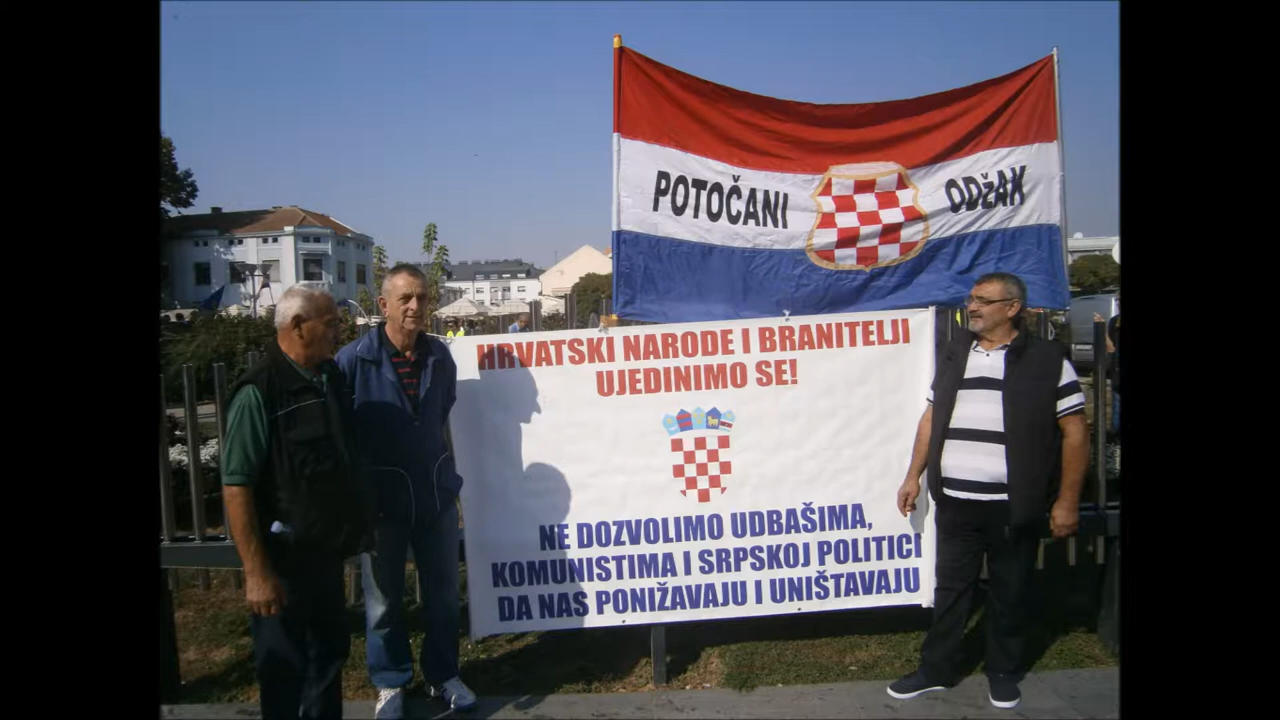 POTOČANI ODžAK
HRVATSKI NARODE I BRANITELJI
UJEDINIMO SE!
NE DOZVOLIMO UDBAŠIMA,
KOMUNISTIMA I SRPSKOJ POLITICI
DA NAS PONIŽAVAJU I UNIŠTAVAJU